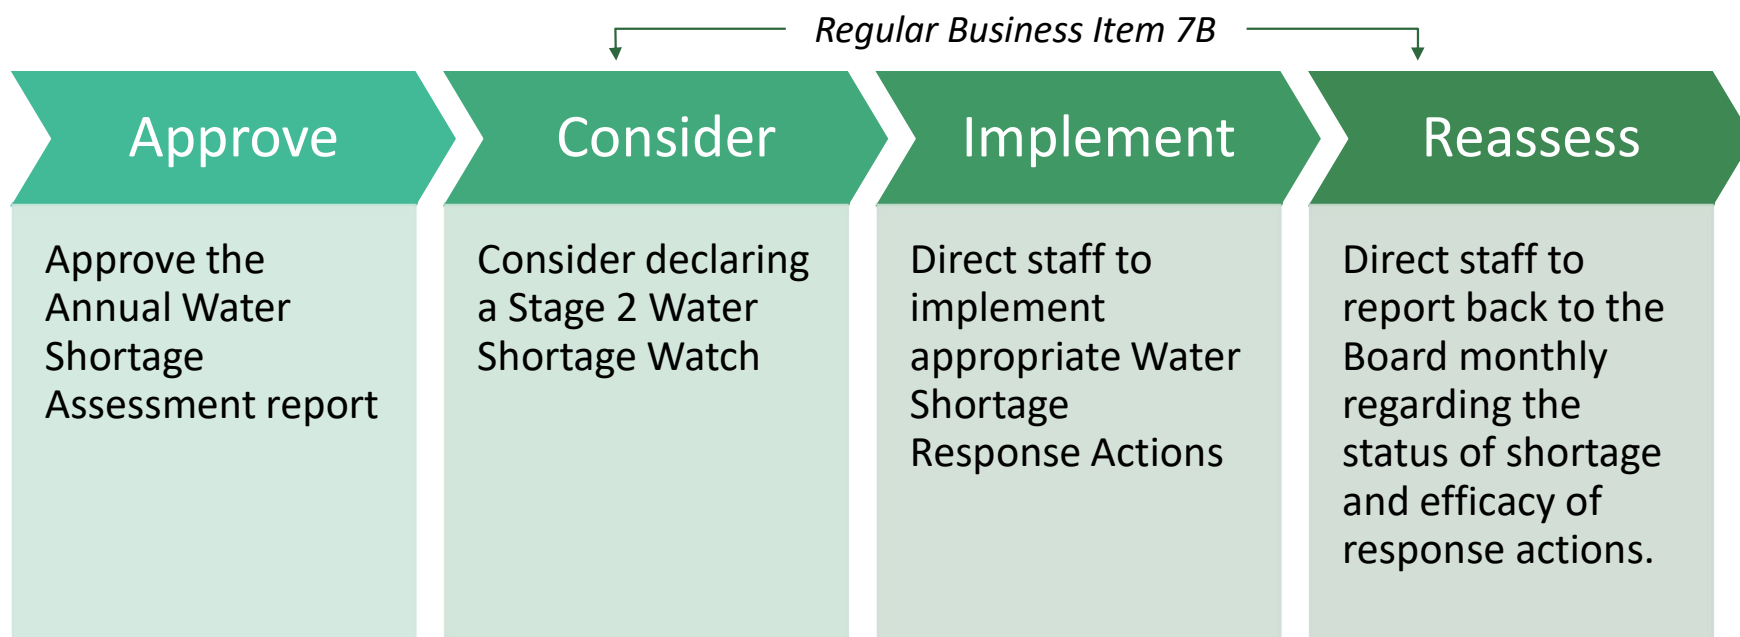 Regular Business Item 7B
Approve
Consider
Implement
Reassess
Approve the
Annual Water
Shortage
Assessment report
Consider declaring
a Stage 2 Water
Shortage Watch
Direct staff to
implement
appropriate Water
Shortage
Response Actions
Direct staff to
report back to the
Board monthly
regarding the
status of shortage
and efficacy of
response actions.